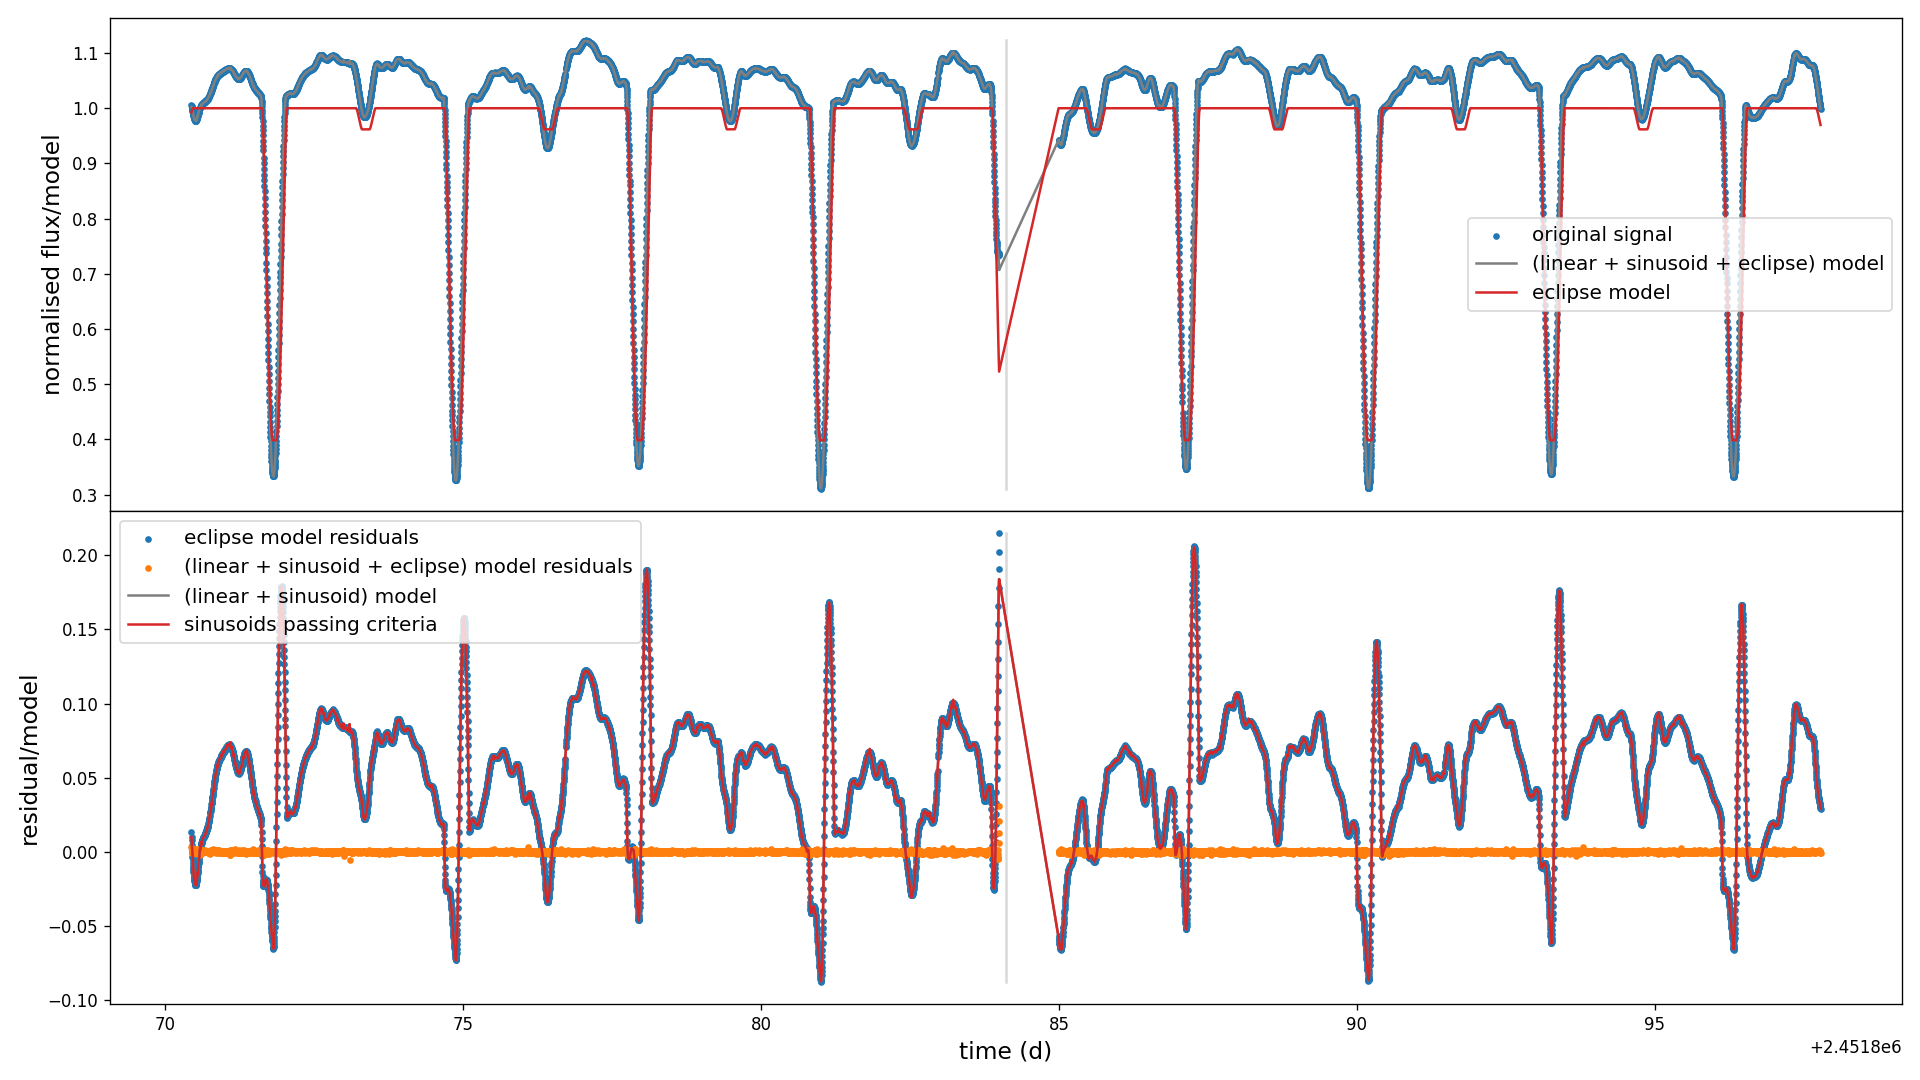 normalised flux/model
1.1
1.0
0.9
0.8
0.7
0.6
0.5
0.4
0.3
original signal
(linear + sinusoid + eclipse) model
eclipse model
residual/model
0.20
0.15
0.10
0.05
0.00
−0.05
−0.10
eclipse model residuals
(linear + sinusoid + eclipse) model residuals
(linear + sinusoid) model
sinusoids passing criteria
70 75 80 85 90 95
time (d)
+2.4518e6